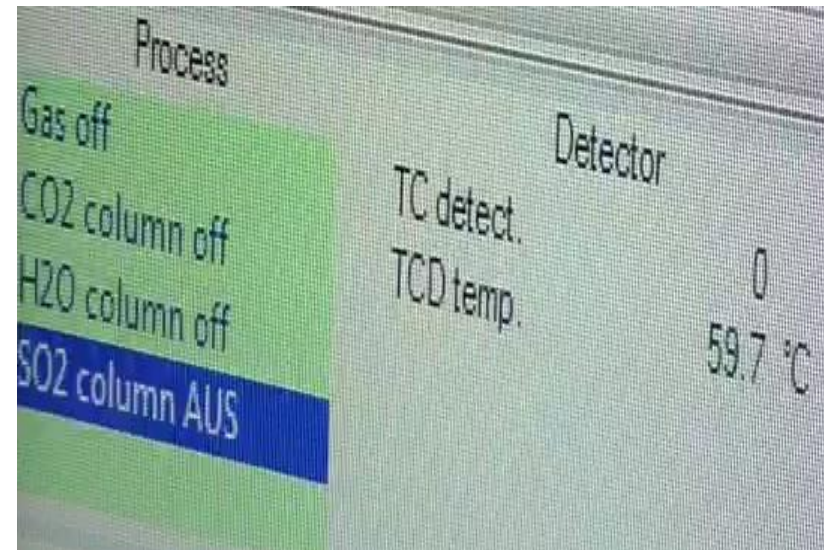 Process
Gas off
CO2 column off
H2O column off
SO2 column AUS
Detector
TC detect. 0
TCD temp. 59.7 °C